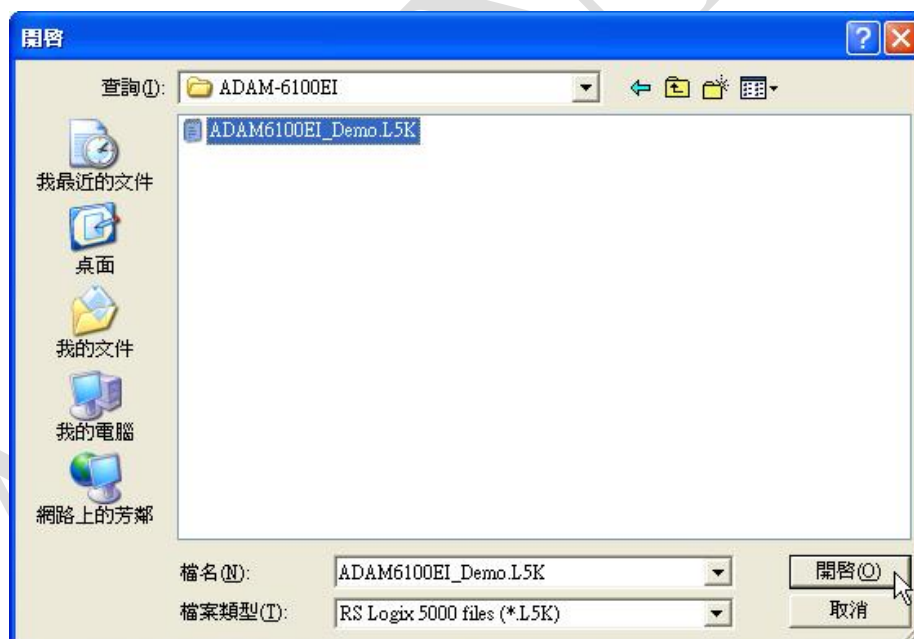 開啓
查詢(I): ADAM-6100EI
ADAM6100EI_Demo.L5K
我最近的文件
桌面
我的文件
我的電腦
網路上的芳鄰
檔名(N): ADAM6100EI_Demo.L5K 開啓(O)
檔案類型(T): RS Logix 5000 files (*.L5K) 取消